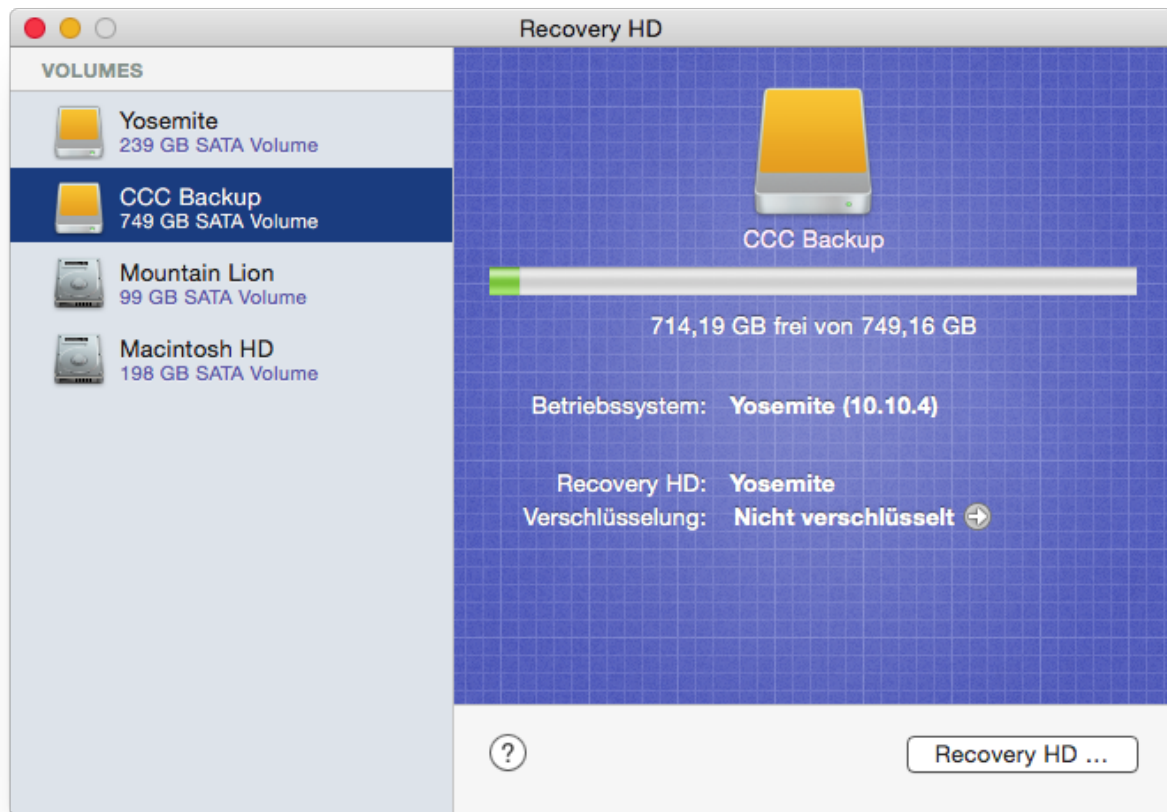 Recovery HD
VOLUMES
Yosemite
239 GB SATA Volume
CCC Backup
749 GB SATA Volume
Mountain Lion
99 GB SATA Volume
Macintosh HD
198 GB SATA Volume
CCC Backup
714,19 GB frei von 749,16 GB
Betriebssystem: Yosemite (10.10.4)
Recovery HD: Yosemite
Verschlüsselung: Nicht verschlüsselt
?
Recovery HD ...